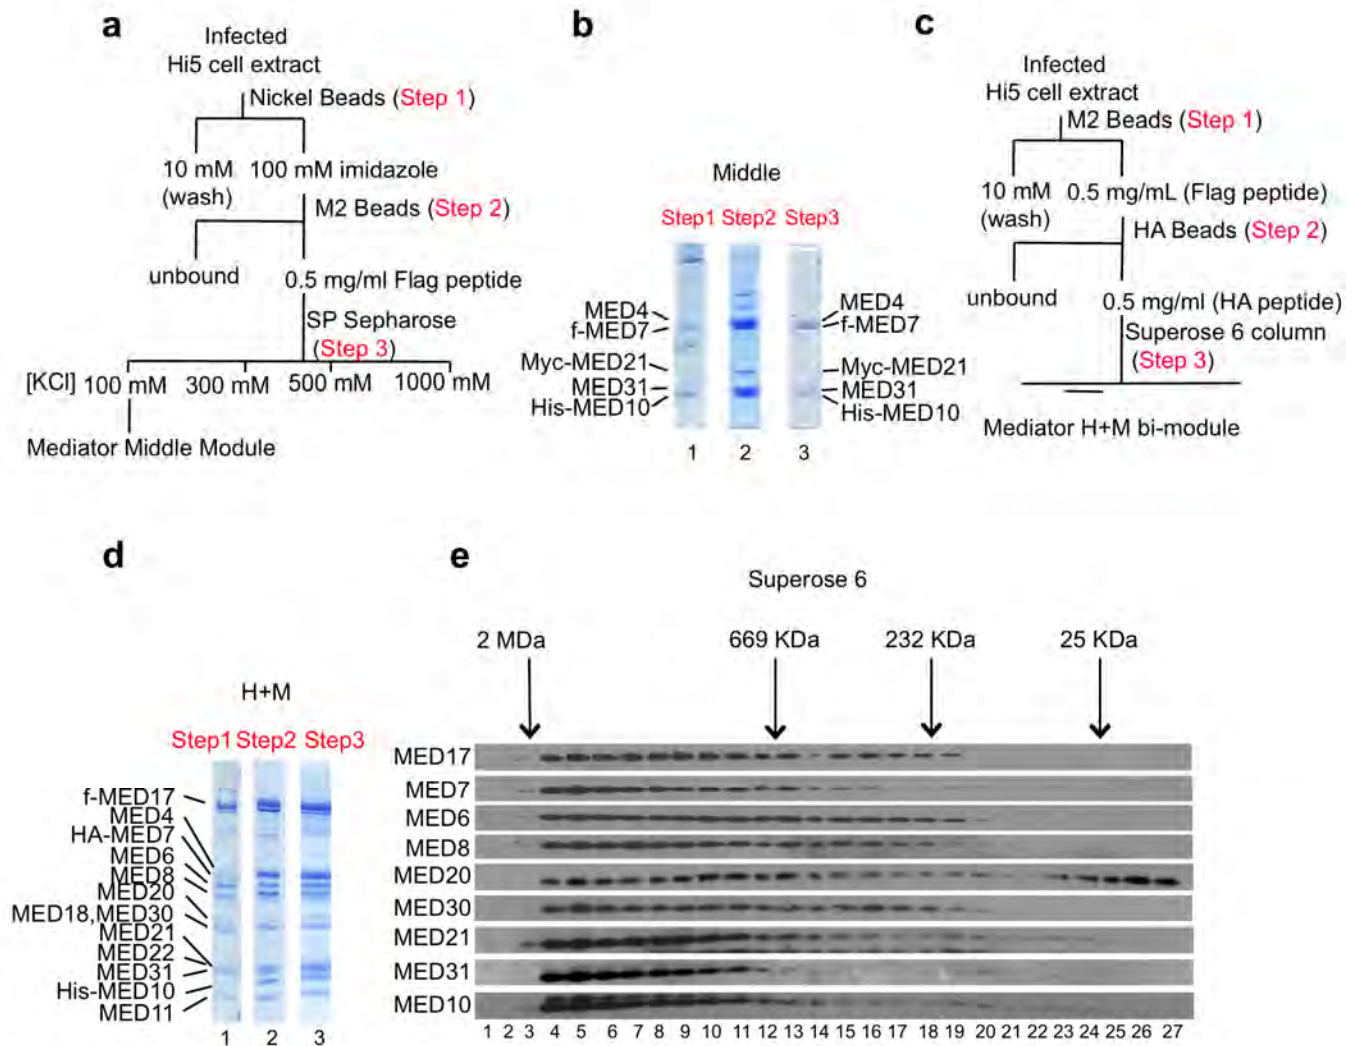 a
Infected
Hi5 cell extract
Nickel Beads (Step 1)
10 mM
(wash)
100 mM imidazole
M2 Beads (Step 2)
unbound
0.5 mg/ml Flag peptide
SP Sepharose
(Step 3)
[KCl] 100 mM 300 mM 500 mM 1000 mM
Mediator Middle Module
b
Middle
Step1 Step2 Step3
MED4
f-MED7
Myc-MED21
MED31
His-MED10
MED4
f-MED7
Myc-MED21
MED31
His-MED10
1 2 3
c
Infected
Hi5 cell extract
M2 Beads (Step 1)
10 mM
(wash)
0.5 mg/mL (Flag peptide)
HA Beads (Step 2)
unbound
0.5 mg/ml (HA peptide)
Superose 6 column
(Step 3)
Mediator H+M bi-module
d
H+M
Step1 Step2 Step3
f-MED17
MED4
HA-MED7
MED6
MED8
MED20
MED18,MED30
MED21
MED22
MED31
His-MED10
MED11
1 2 3
e
Superose 6
2 MDa 669 KDa 232 KDa 25 KDa
MED17
MED7
MED6
MED8
MED20
MED30
MED21
MED31
MED10
1 2 3 4 5 6 7 8 9 10 11 12 13 14 15 16 17 18 19 20 21 22 23 24 25 26 27